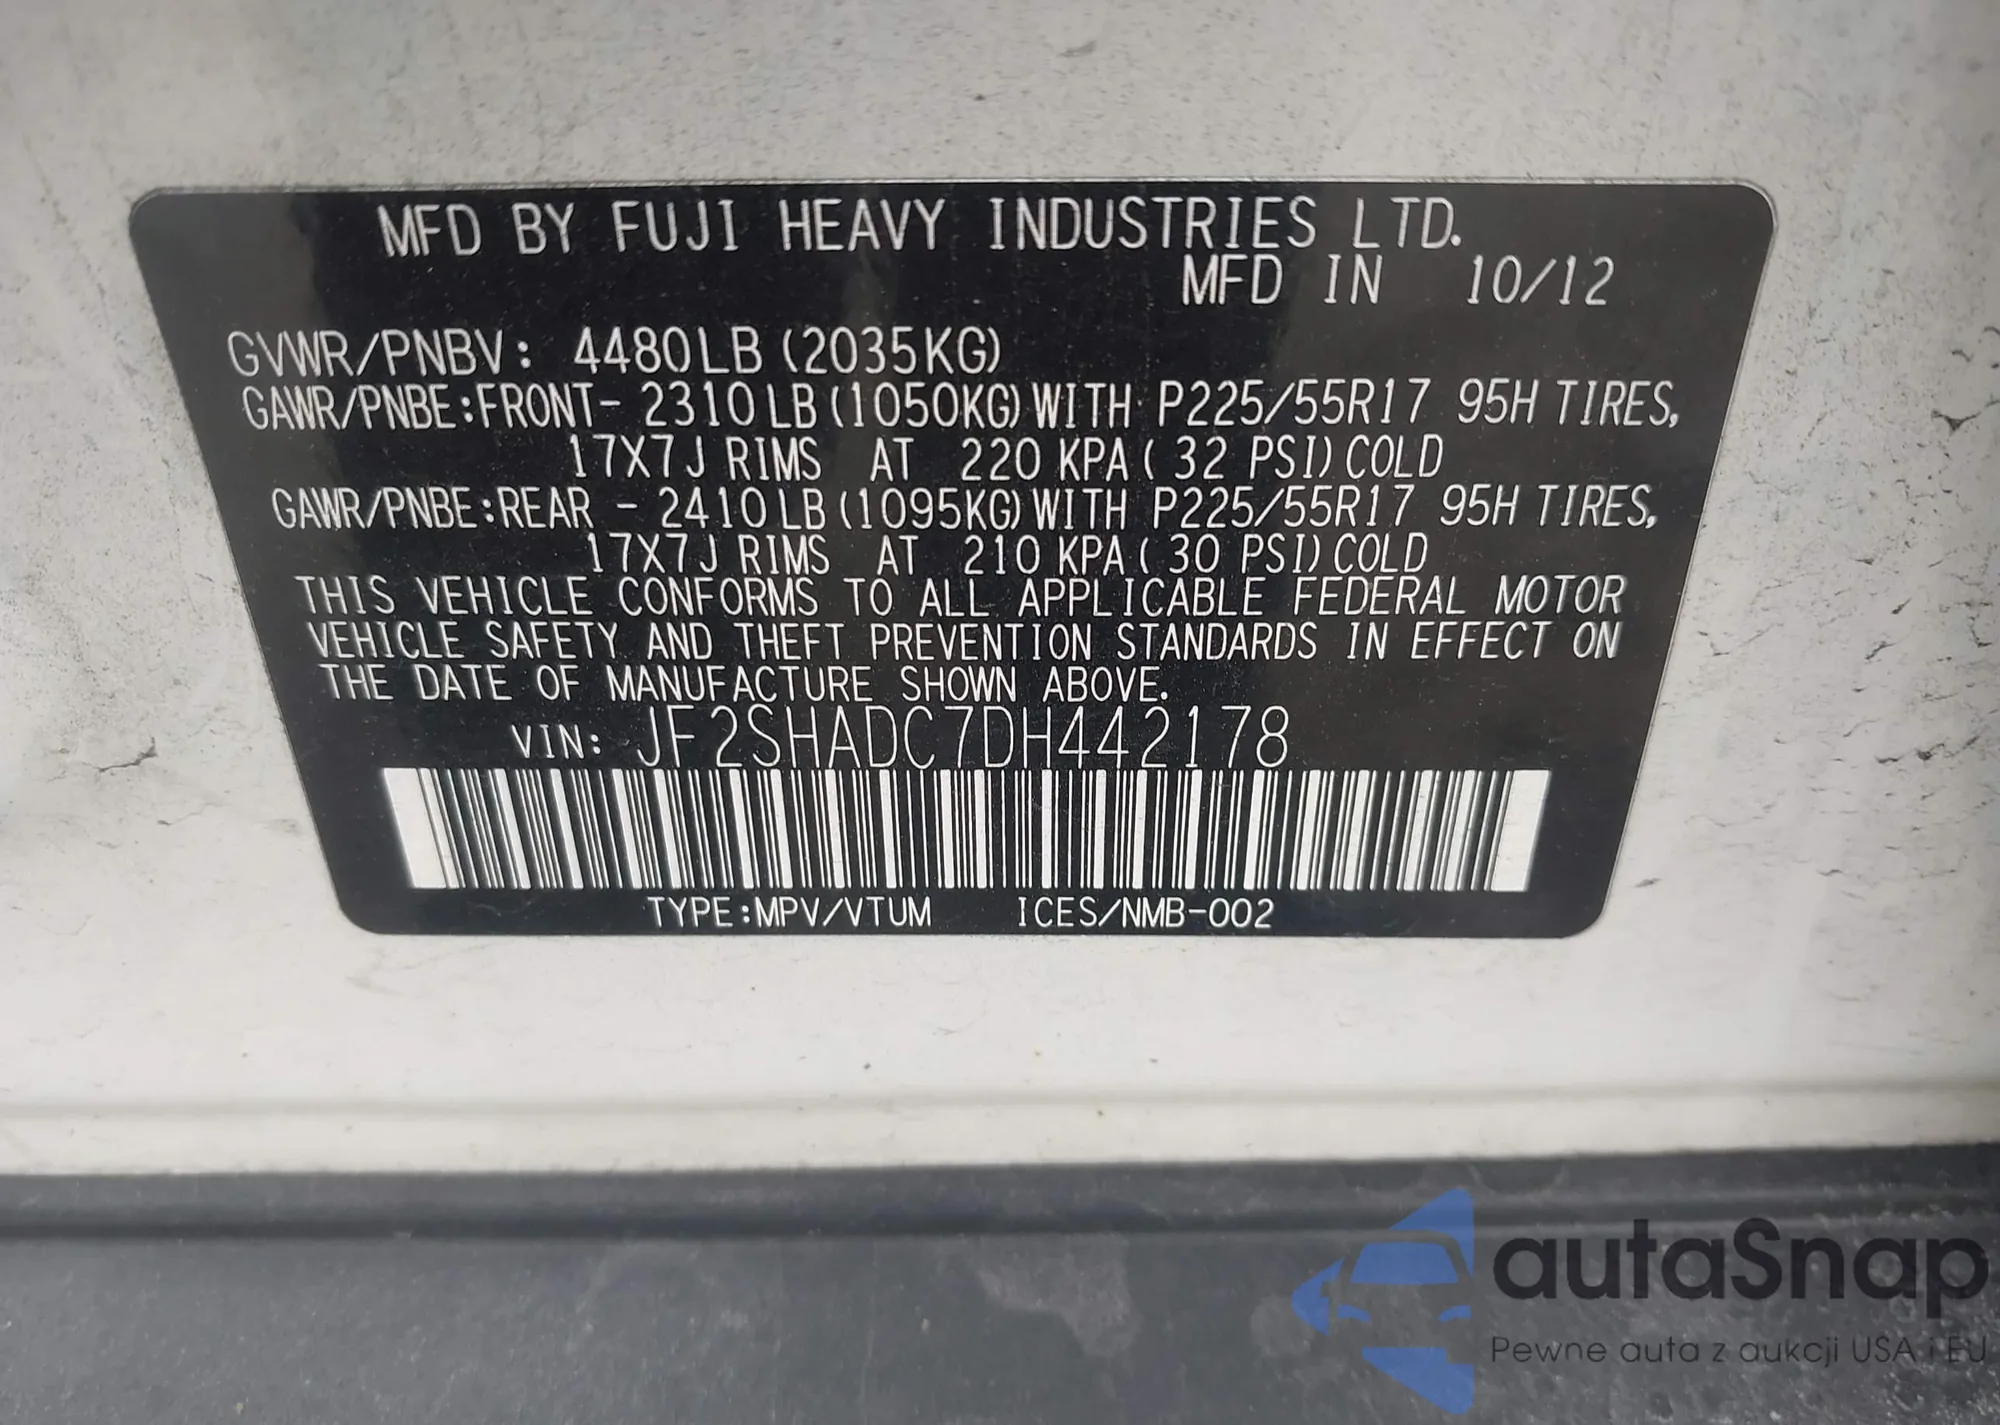 MFD BY FUJI HEAVY INDUSTRIES LTD.
MFD IN 10/12
GVWR/PNBV: 4480LB (2035KG)
GAWR/PNBE:FRONT- 2310LB(1050KG)WITH P225/55R17 95H TIRES,
17X7J RIMS AT 220 KPA( 32 PSI)COLD
GAWR/PNBE:REAR - 2410LB(1095KG)WITH P225/55R17 95H TIRES,
17X7J RIMS AT 210 KPA( 30 PSI)COLD
THIS VEHICLE CONFORMS TO ALL APPLICABLE FEDERAL MOTOR
VEHICLE SAFETY AND THEFT PREVENTION STANDARDS IN EFFECT ON
THE DATE OF MANUFACTURE SHOWN ABOVE.
VIN: JF2SHADC7DH442178
TYPE:MPV/VTUM ICES/NMB-002
autaSnap
Pewne auta z aukcji USA i EU